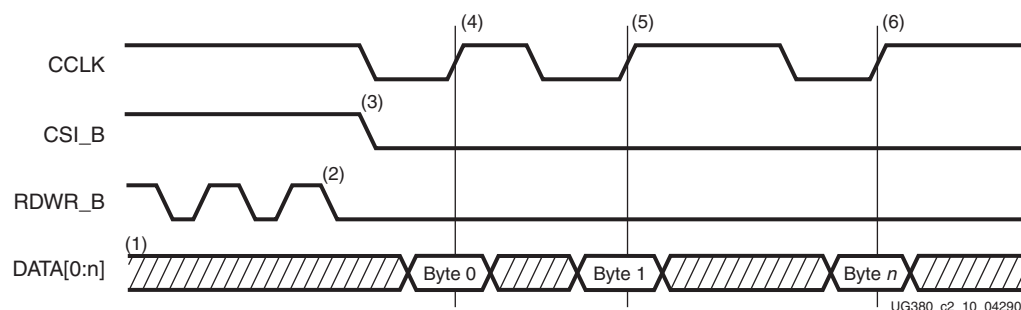 (4) (5) (6)
CCLK
(3)
CSI_B
(2)
RDWR_B
(1)
DATA[0:n] Byte 0 Byte 1 Byte n
UG380_c2_10_04290